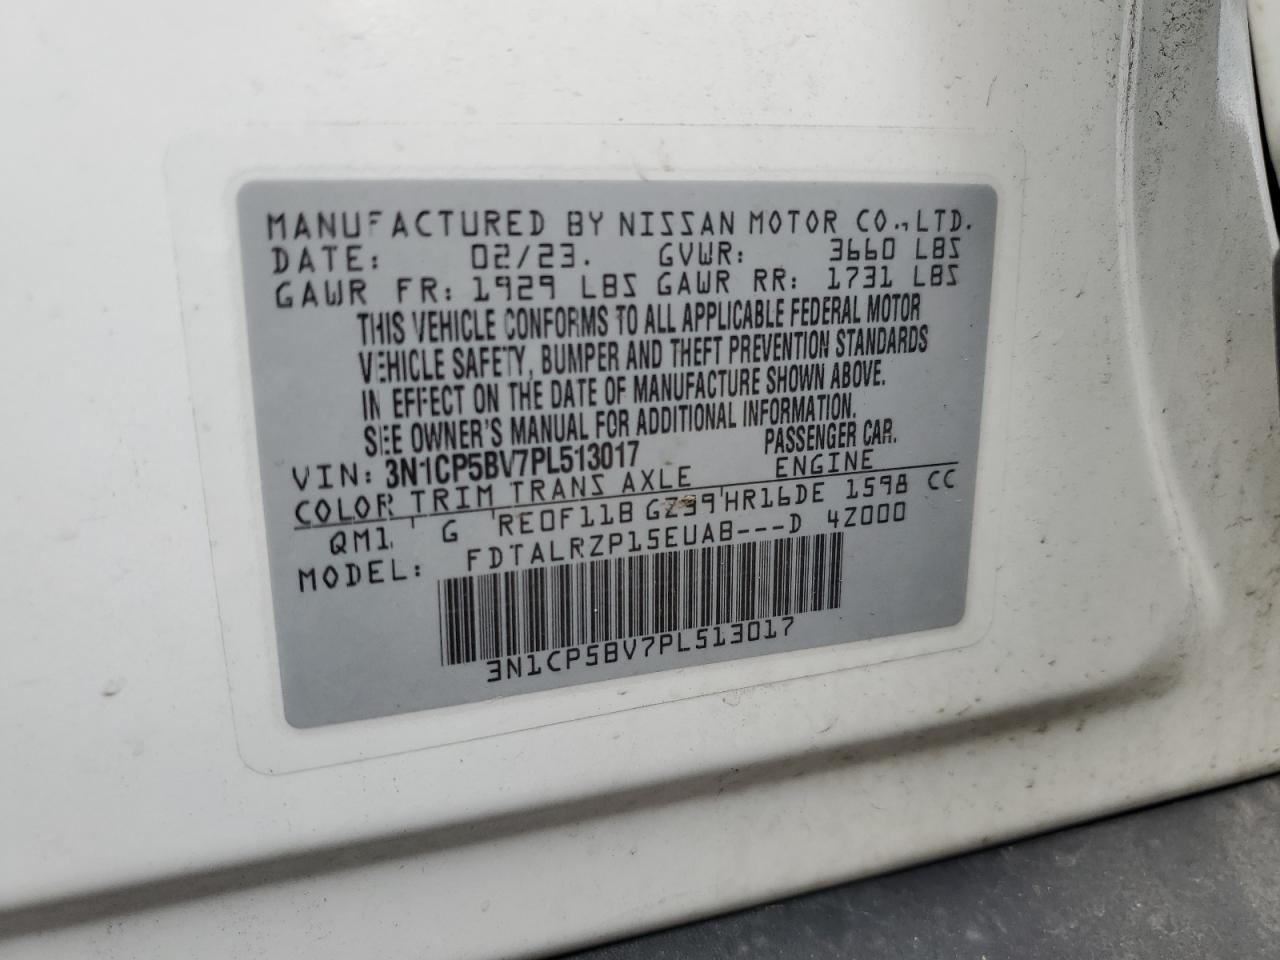 MANUFACTURED BY NISSAN MOTOR CO.,LTD.
DATE: 02/23. GVWR: 3660 LBS
GAWR FR: 1929 LBS GAWR RR: 1731 LBS
THIS VEHICLE CONFORMS TO ALL APPLICABLE FEDERAL MOTOR
VEHICLE SAFETY, BUMPER AND THEFT PREVENTION STANDARDS
IN EFFECT ON THE DATE OF MANUFACTURE SHOWN ABOVE.
SEE OWNER'S MANUAL FOR ADDITIONAL INFORMATION.
VIN: 3N1CP5BV7PL513017 PASSENGER CAR.
COLOR TRIM TRANS AXLE ENGINE
QM1 G RE0F11B GZ39 HR16DE 1598 CC
MODEL: FDTALRZP15EUAB---D 4Z000
3N1CP5BV7PL513017